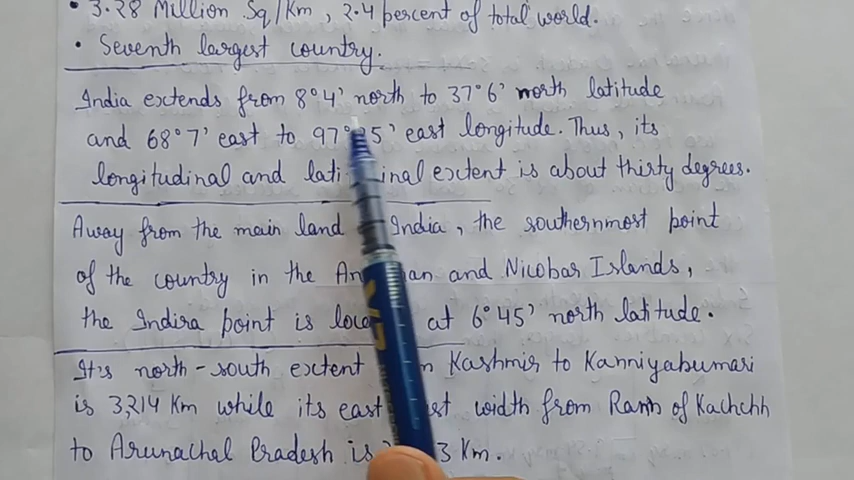 • 3.28 Million Sq/Km, 2.4 percent of total world.
• Seventh largest country.
India extends from 8°4' north to 37°6' north latitude
and 68°7' east to 97° 25' east longitude. Thus, its
longitudinal and lati inal extent is about thirty degrees.
Away from the main land India, the southernmost point
of the country in the An an and Nicobar Islands,
the Indira point is loc at 6°45' north latitude.
It's north-south extent Kashmir to Kanniyakumari
is 3,214 Km while its east width from Rann of Kachchh
to Arunachal Pradesh is 3 Km.